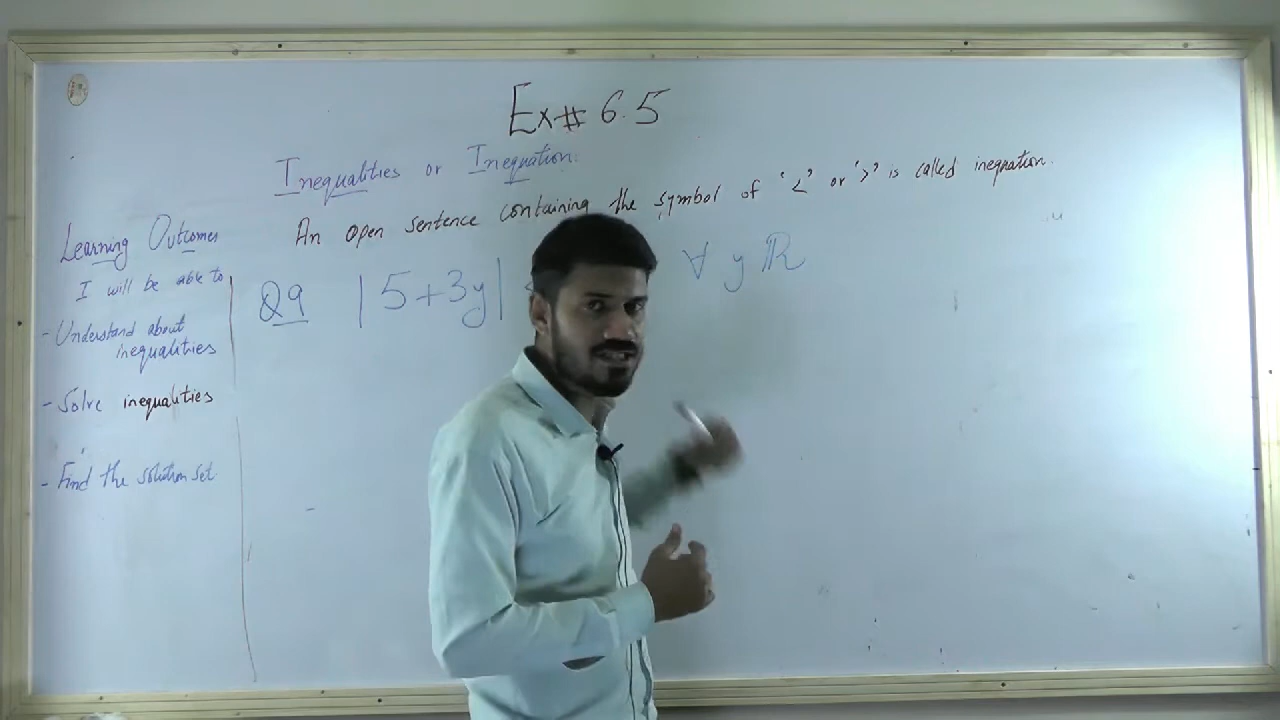 Ex# 6.5
Inequalities or Inequation:
An open sentence containing the symbol of '<' or '>' is called inequation.
Learning Outcomes
I will be able to
- Understand about
inequalities
- Solve inequalities
- Find the solution set
Q9 |5+3y| ∀ y ℝ